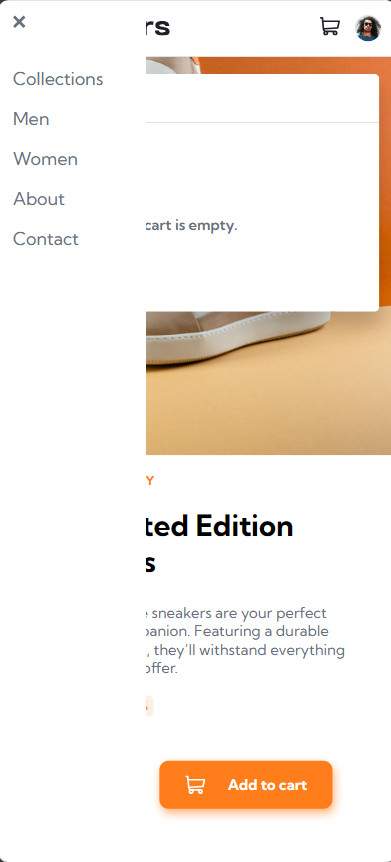 rs
Collections
Men
Women
About
Contact
cart is empty.
Y
ted Edition
s
sneakers are your perfect
panion. Featuring a durable
, they'll withstand everything
offer.
Add to cart